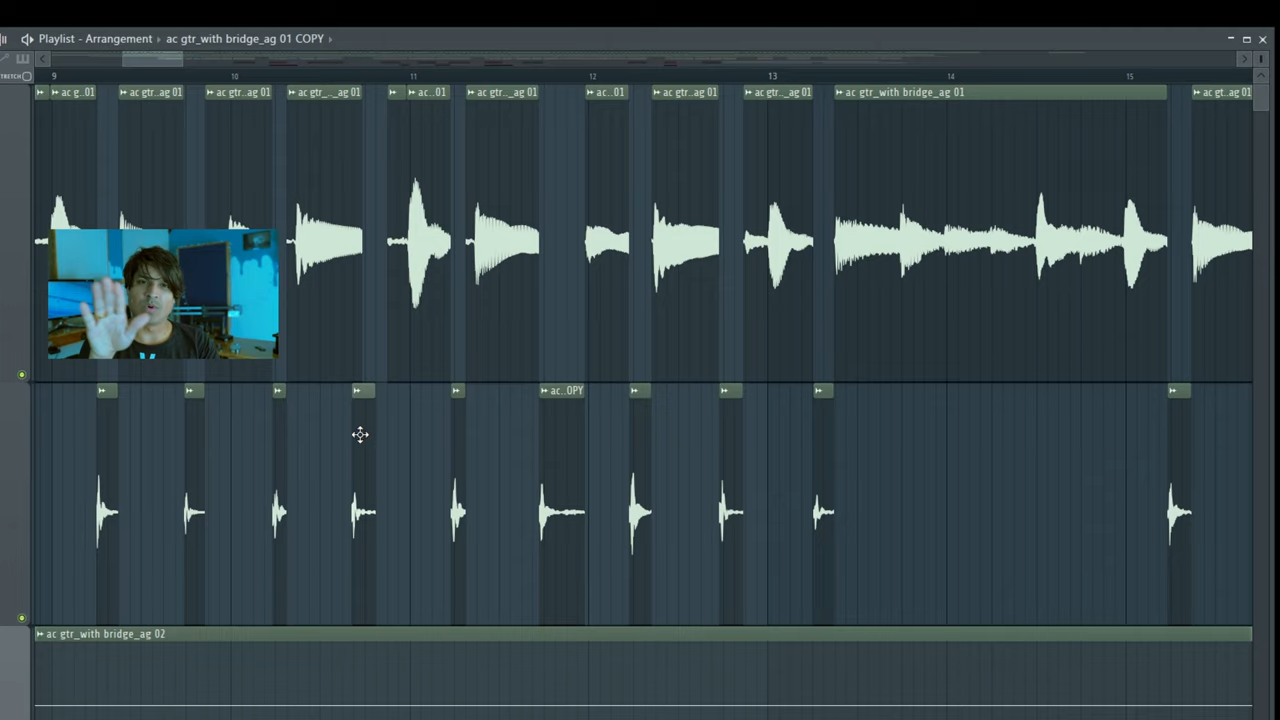 Playlist - Arrangement ▸ ac gtr_with bridge_ag 01 COPY ▸
9 10 11 12 13 14 15
ac g..01 ac gtr..ag 01 ac gtr..ag 01 ac gtr_.._ag 01 ac..01 ac gtr.._ag 01 ac..01 ac gtr..ag 01 ac gtr.._ag 01 ac gtr_with bridge_ag 01 ac gt..ag 01
ac..OPY
ac gtr_with bridge_ag 02